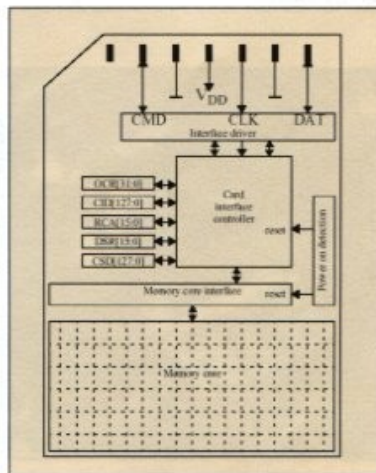 V_DD
CMD CLK DAT
Interface driver
OCR[31:0]
CID[127:0]
RCA[15:0]
DSR[15:0]
CSD[127:0]
Card
interface
controller
reset
Power on detection
Memory core interface
reset
Memory core